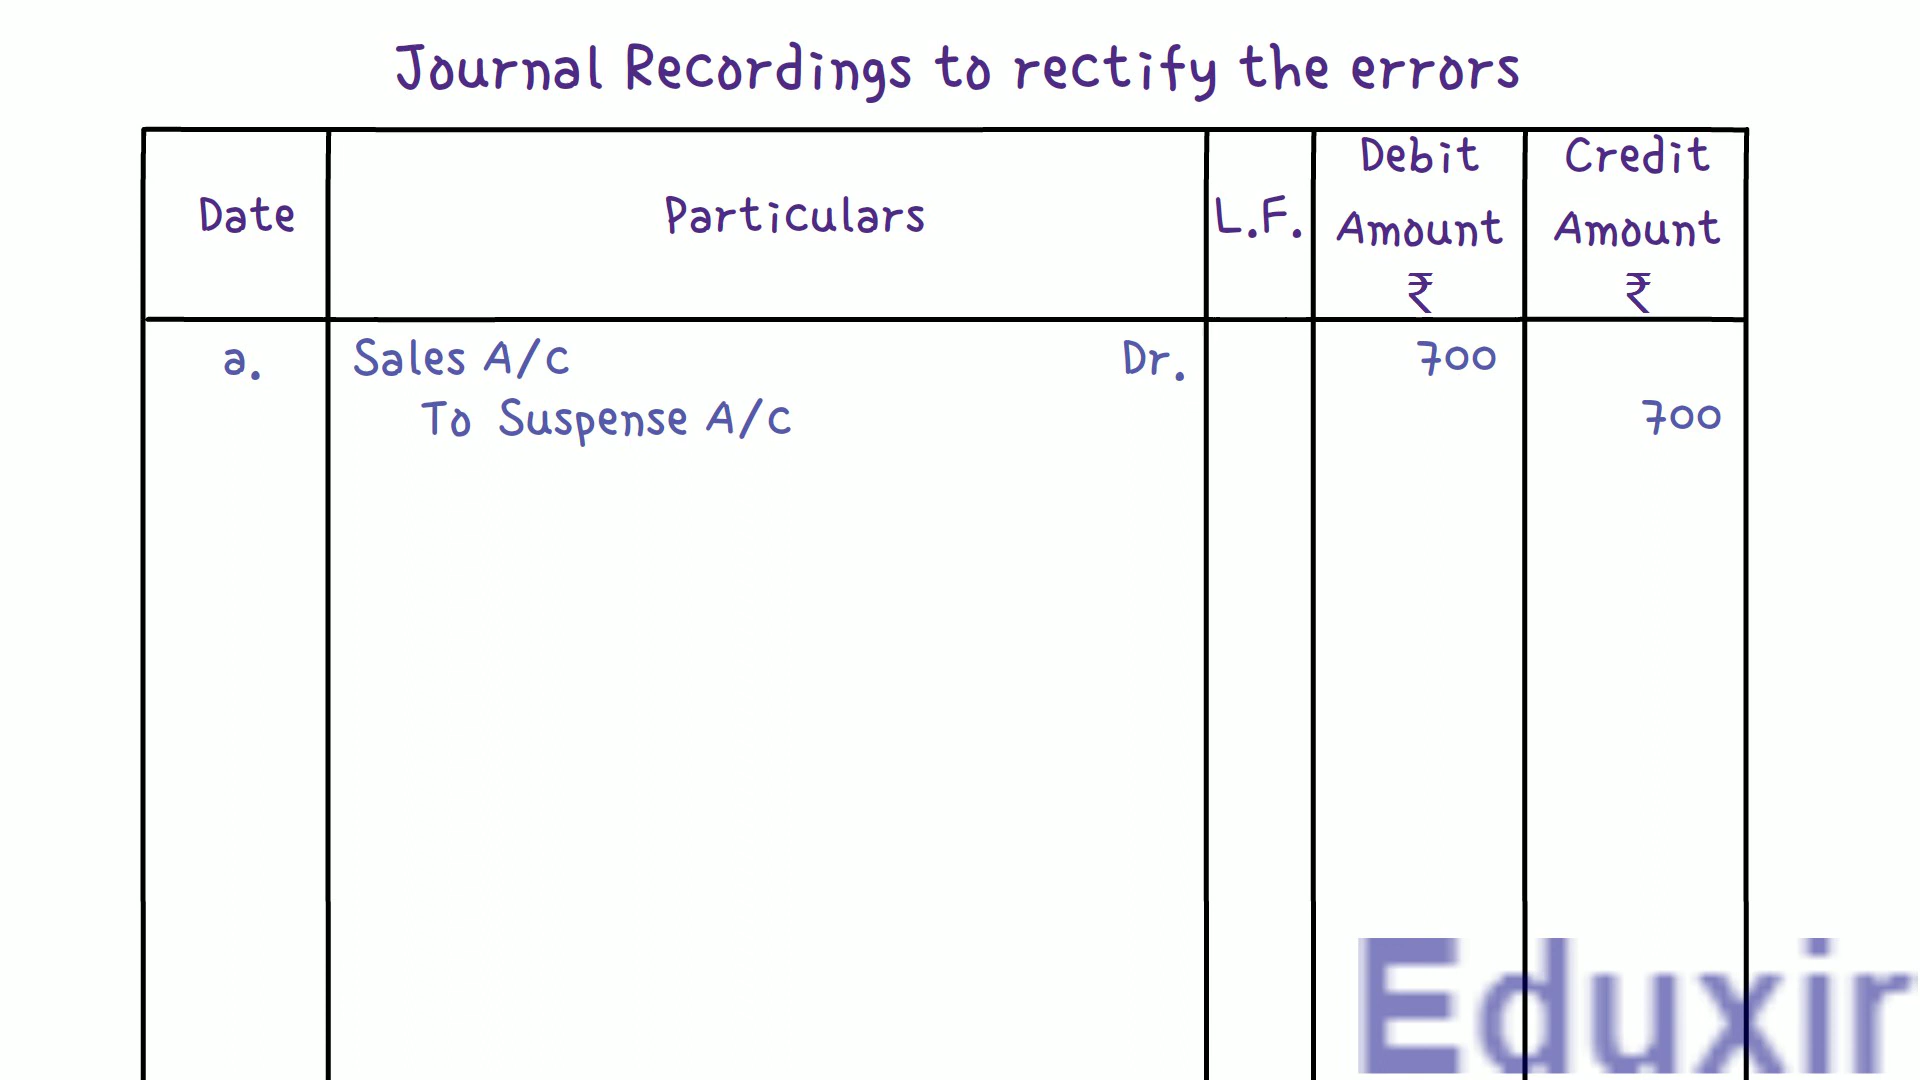 Journal Recordings to rectify the errors
Date Particulars L.F. Debit Amount ₹ Credit Amount ₹
a. Sales A/c Dr. 700
To Suspense A/c 700
Eduxir